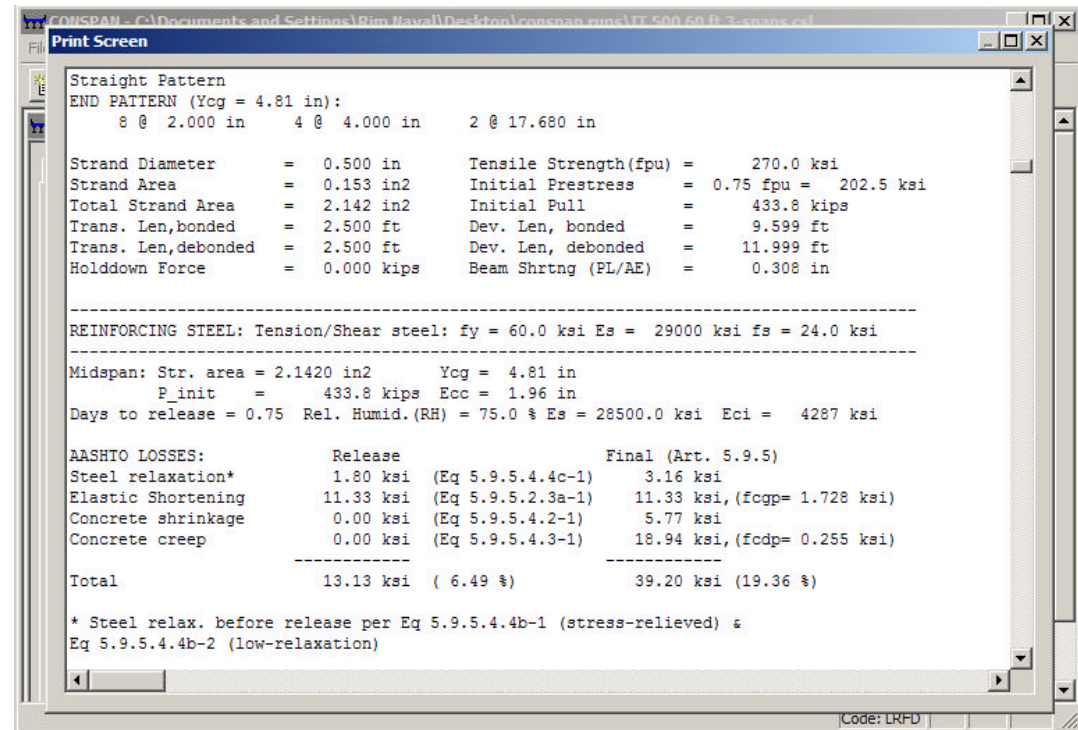 CONSPAN - C:\Documents and Settings\Rim Naval\Desktop\conspan runs\TT 500 60 ft 3-spans.csl
Print Screen
Straight Pattern
END PATTERN (Ycg = 4.81 in):
8 @ 2.000 in 4 @ 4.000 in 2 @ 17.680 in
Strand Diameter = 0.500 in Tensile Strength(fpu) = 270.0 ksi
Strand Area = 0.153 in2 Initial Prestress = 0.75 fpu = 202.5 ksi
Total Strand Area = 2.142 in2 Initial Pull = 433.8 kips
Trans. Len,bonded = 2.500 ft Dev. Len, bonded = 9.599 ft
Trans. Len,debonded = 2.500 ft Dev. Len, debonded = 11.999 ft
Holddown Force = 0.000 kips Beam Shrtng (PL/AE) = 0.308 in
REINFORCING STEEL: Tension/Shear steel: fy = 60.0 ksi Es = 29000 ksi fs = 24.0 ksi
Midspan: Str. area = 2.1420 in2 Ycg = 4.81 in
P_init = 433.8 kips Ecc = 1.96 in
Days to release = 0.75 Rel. Humid.(RH) = 75.0 % Es = 28500.0 ksi Eci = 4287 ksi
AASHTO LOSSES: Release Final (Art. 5.9.5)
Steel relaxation* 1.80 ksi (Eq 5.9.5.4.4c-1) 3.16 ksi
Elastic Shortening 11.33 ksi (Eq 5.9.5.2.3a-1) 11.33 ksi,(fcgp= 1.728 ksi)
Concrete shrinkage 0.00 ksi (Eq 5.9.5.4.2-1) 5.77 ksi
Concrete creep 0.00 ksi (Eq 5.9.5.4.3-1) 18.94 ksi,(fcdp= 0.255 ksi)
Total 13.13 ksi ( 6.49 %) 39.20 ksi (19.36 %)
* Steel relax. before release per Eq 5.9.5.4.4b-1 (stress-relieved) &
Eq 5.9.5.4.4b-2 (low-relaxation)
Code: LRFD